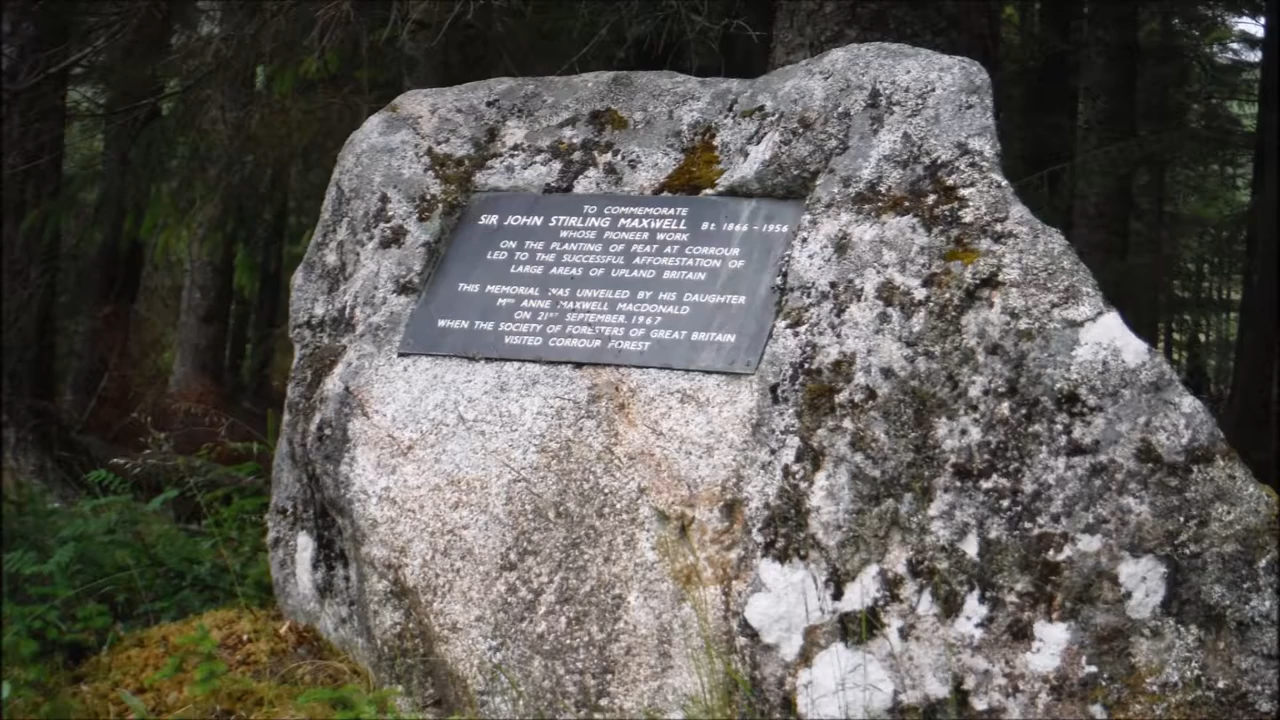 TO COMMEMORATE
SIR JOHN STIRLING MAXWELL Bt. 1866 - 1956
WHOSE PIONEER WORK
ON THE PLANTING OF PEAT AT CORROUR
LED TO THE SUCCESSFUL AFFORESTATION OF
LARGE AREAS OF UPLAND BRITAIN
THIS MEMORIAL WAS UNVEILED BY HIS DAUGHTER
MRS ANNE MAXWELL MACDONALD
ON 21ST SEPTEMBER. 1967
WHEN THE SOCIETY OF FORESTERS OF GREAT BRITAIN
VISITED CORROUR FOREST